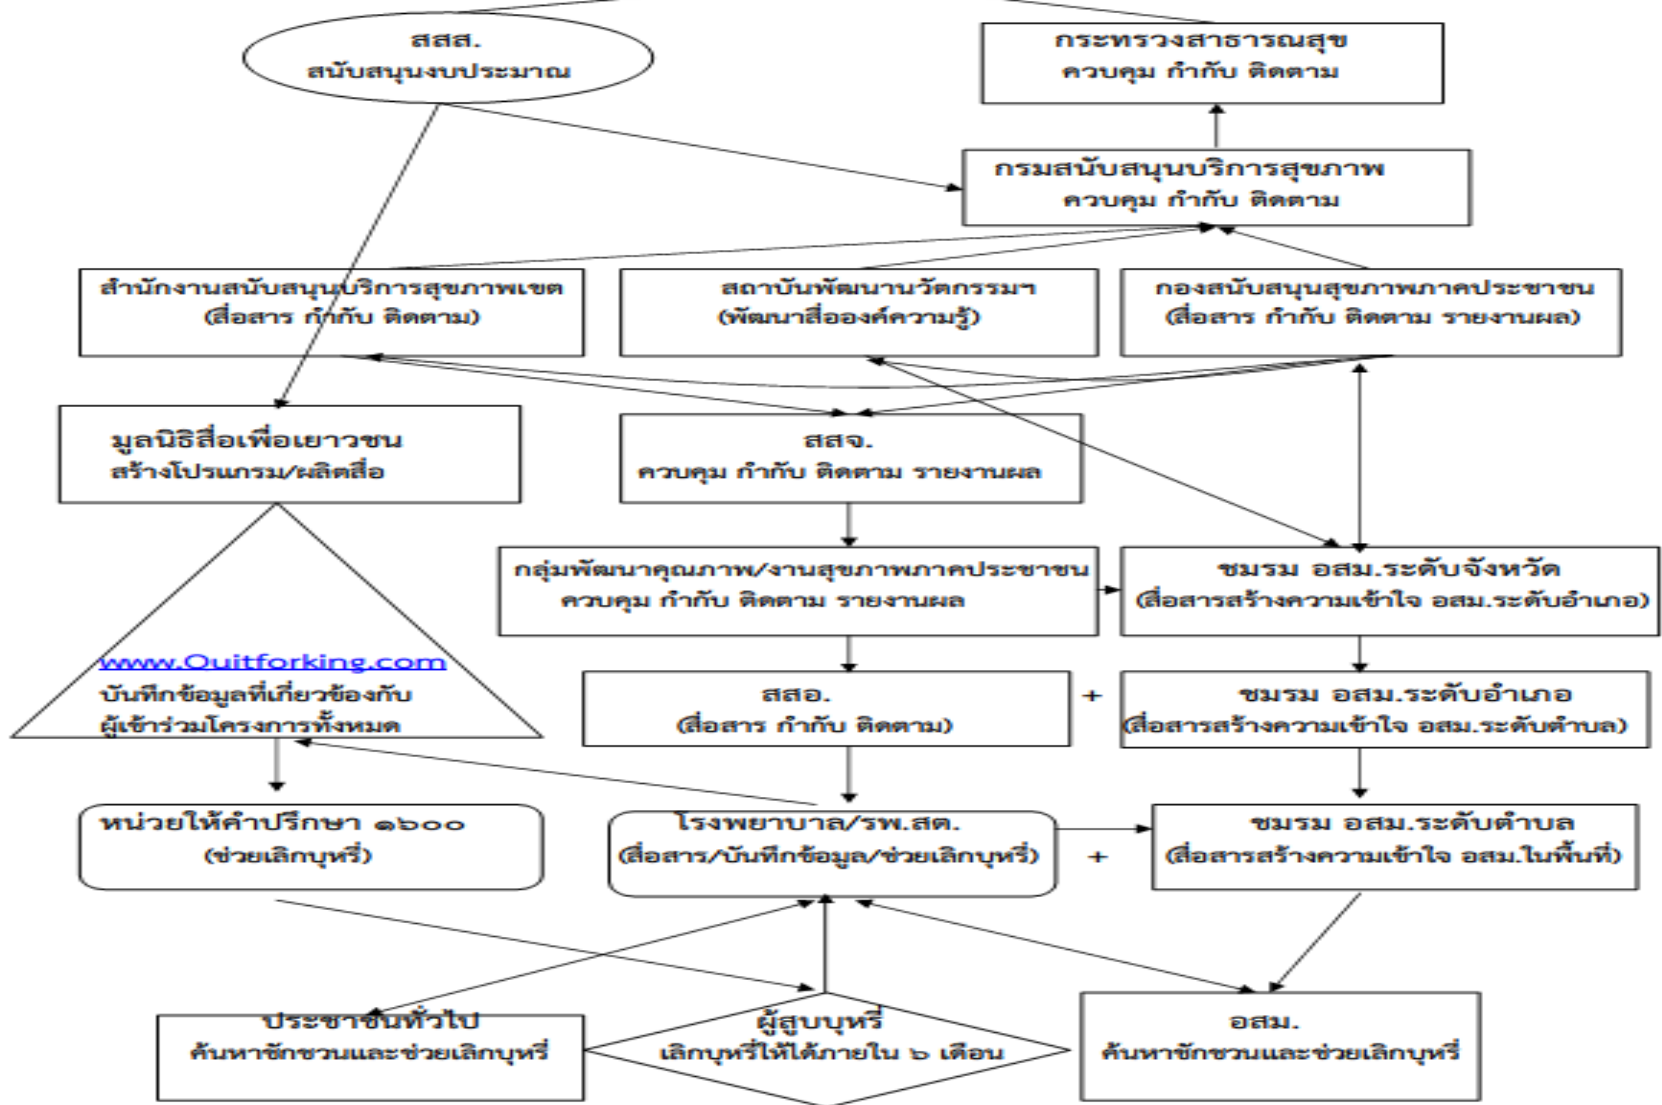 สสส.
สนับสนุนงบประมาณ
กระทรวงสาธารณสุข
ควบคุม กำกับ ติดตาม
กรมสนับสนุนบริการสุขภาพ
ควบคุม กำกับ ติดตาม
สำนักงานสนับสนุนบริการสุขภาพเขต
(สื่อสาร กำกับ ติดตาม)
สถาบันพัฒนานวัตกรรมฯ
(พัฒนาสื่อองค์ความรู้)
กองสนับสนุนสุขภาพภาคประชาชน
(สื่อสาร กำกับ ติดตาม รายงานผล)
มูลนิธิสื่อเพื่อเยาวชน
สร้างโปรแกรม/ผลิตสื่อ
สสจ.
ควบคุม กำกับ ติดตาม รายงานผล
กลุ่มพัฒนาคุณภาพ/งานสุขภาพภาคประชาชน
ควบคุม กำกับ ติดตาม รายงานผล
ชมรม อสม.ระดับจังหวัด
(สื่อสารสร้างความเข้าใจ อสม.ระดับอำเภอ)
www.Quitforking.com
บันทึกข้อมูลที่เกี่ยวข้องกับ
ผู้เข้าร่วมโครงการทั้งหมด
สสอ.
(สื่อสาร กำกับ ติดตาม)
+
ชมรม อสม.ระดับอำเภอ
(สื่อสารสร้างความเข้าใจ อสม.ระดับตำบล)
หน่วยให้คำปรึกษา ๑๖๐๐
(ช่วยเลิกบุหรี่)
โรงพยาบาล/รพ.สต.
(สื่อสาร/บันทึกข้อมูล/ช่วยเลิกบุหรี่)
+
ชมรม อสม.ระดับตำบล
(สื่อสารสร้างความเข้าใจ อสม.ในพื้นที่)
ประชาชนทั่วไป
ค้นหาชักชวนและช่วยเลิกบุหรี่
ผู้สูบบุหรี่
เลิกบุหรี่ให้ได้ภายใน ๖ เดือน
อสม.
ค้นหาชักชวนและช่วยเลิกบุหรี่